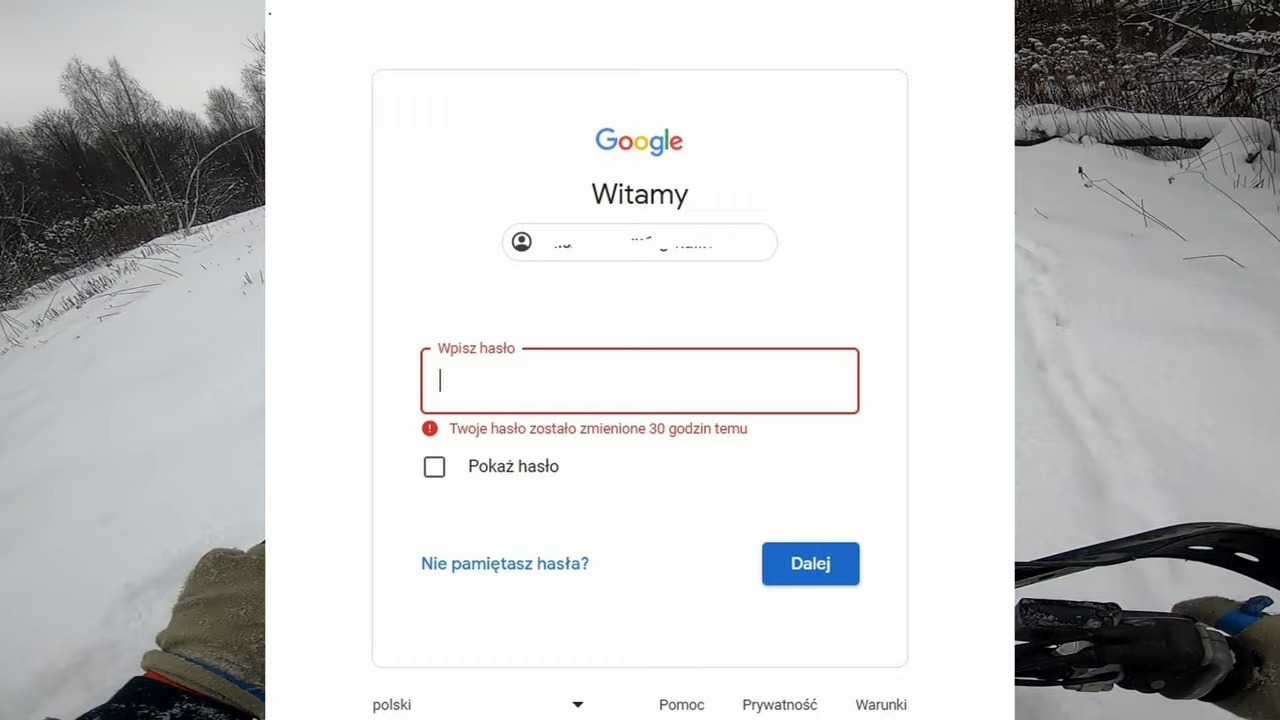 Google
Witamy
Wpisz hasło
Twoje hasło zostało zmienione 30 godzin temu
Pokaż hasło
Nie pamiętasz hasła?
Dalej
polski
Pomoc
Prywatność
Warunki